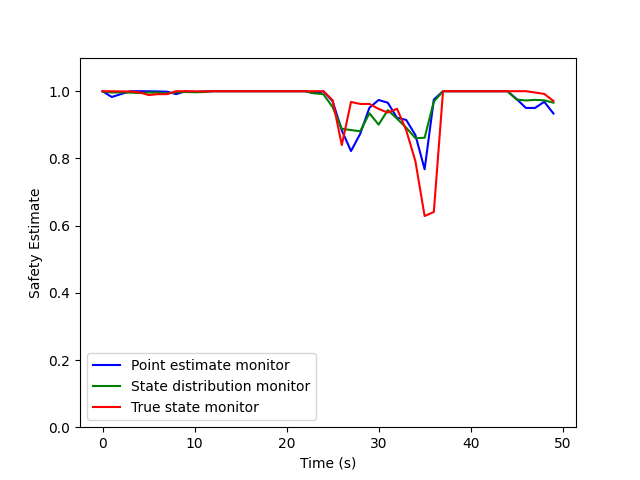 1.0
0.8
0.6
0.4
0.2
0.0
Safety Estimate
Point estimate monitor
State distribution monitor
True state monitor
0 10 20 30 40 50
Time (s)